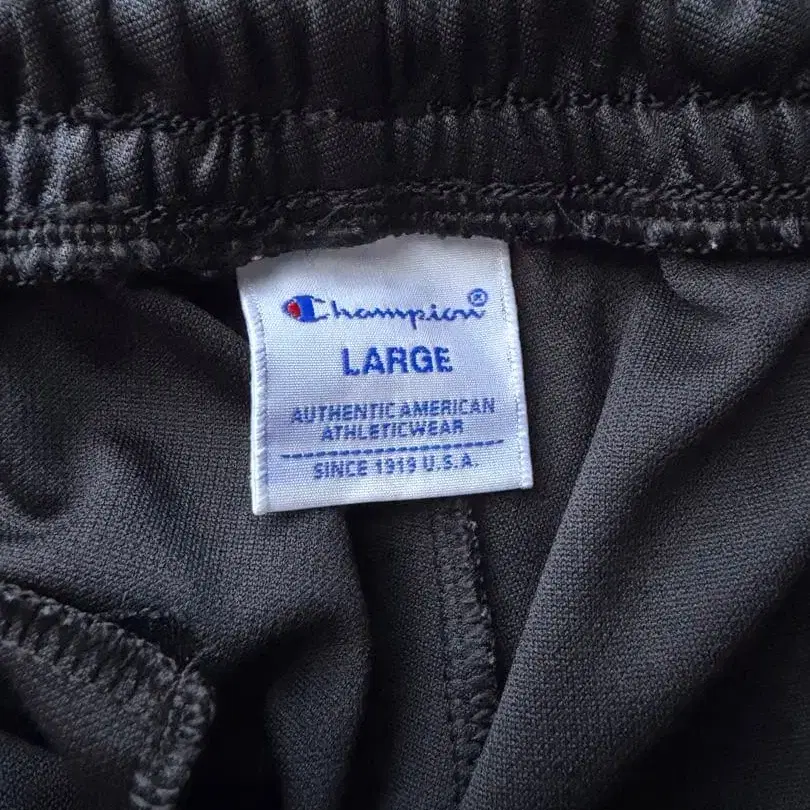 Champion®
LARGE
AUTHENTIC AMERICAN
ATHLETICWEAR
SINCE 1919 U.S.A.